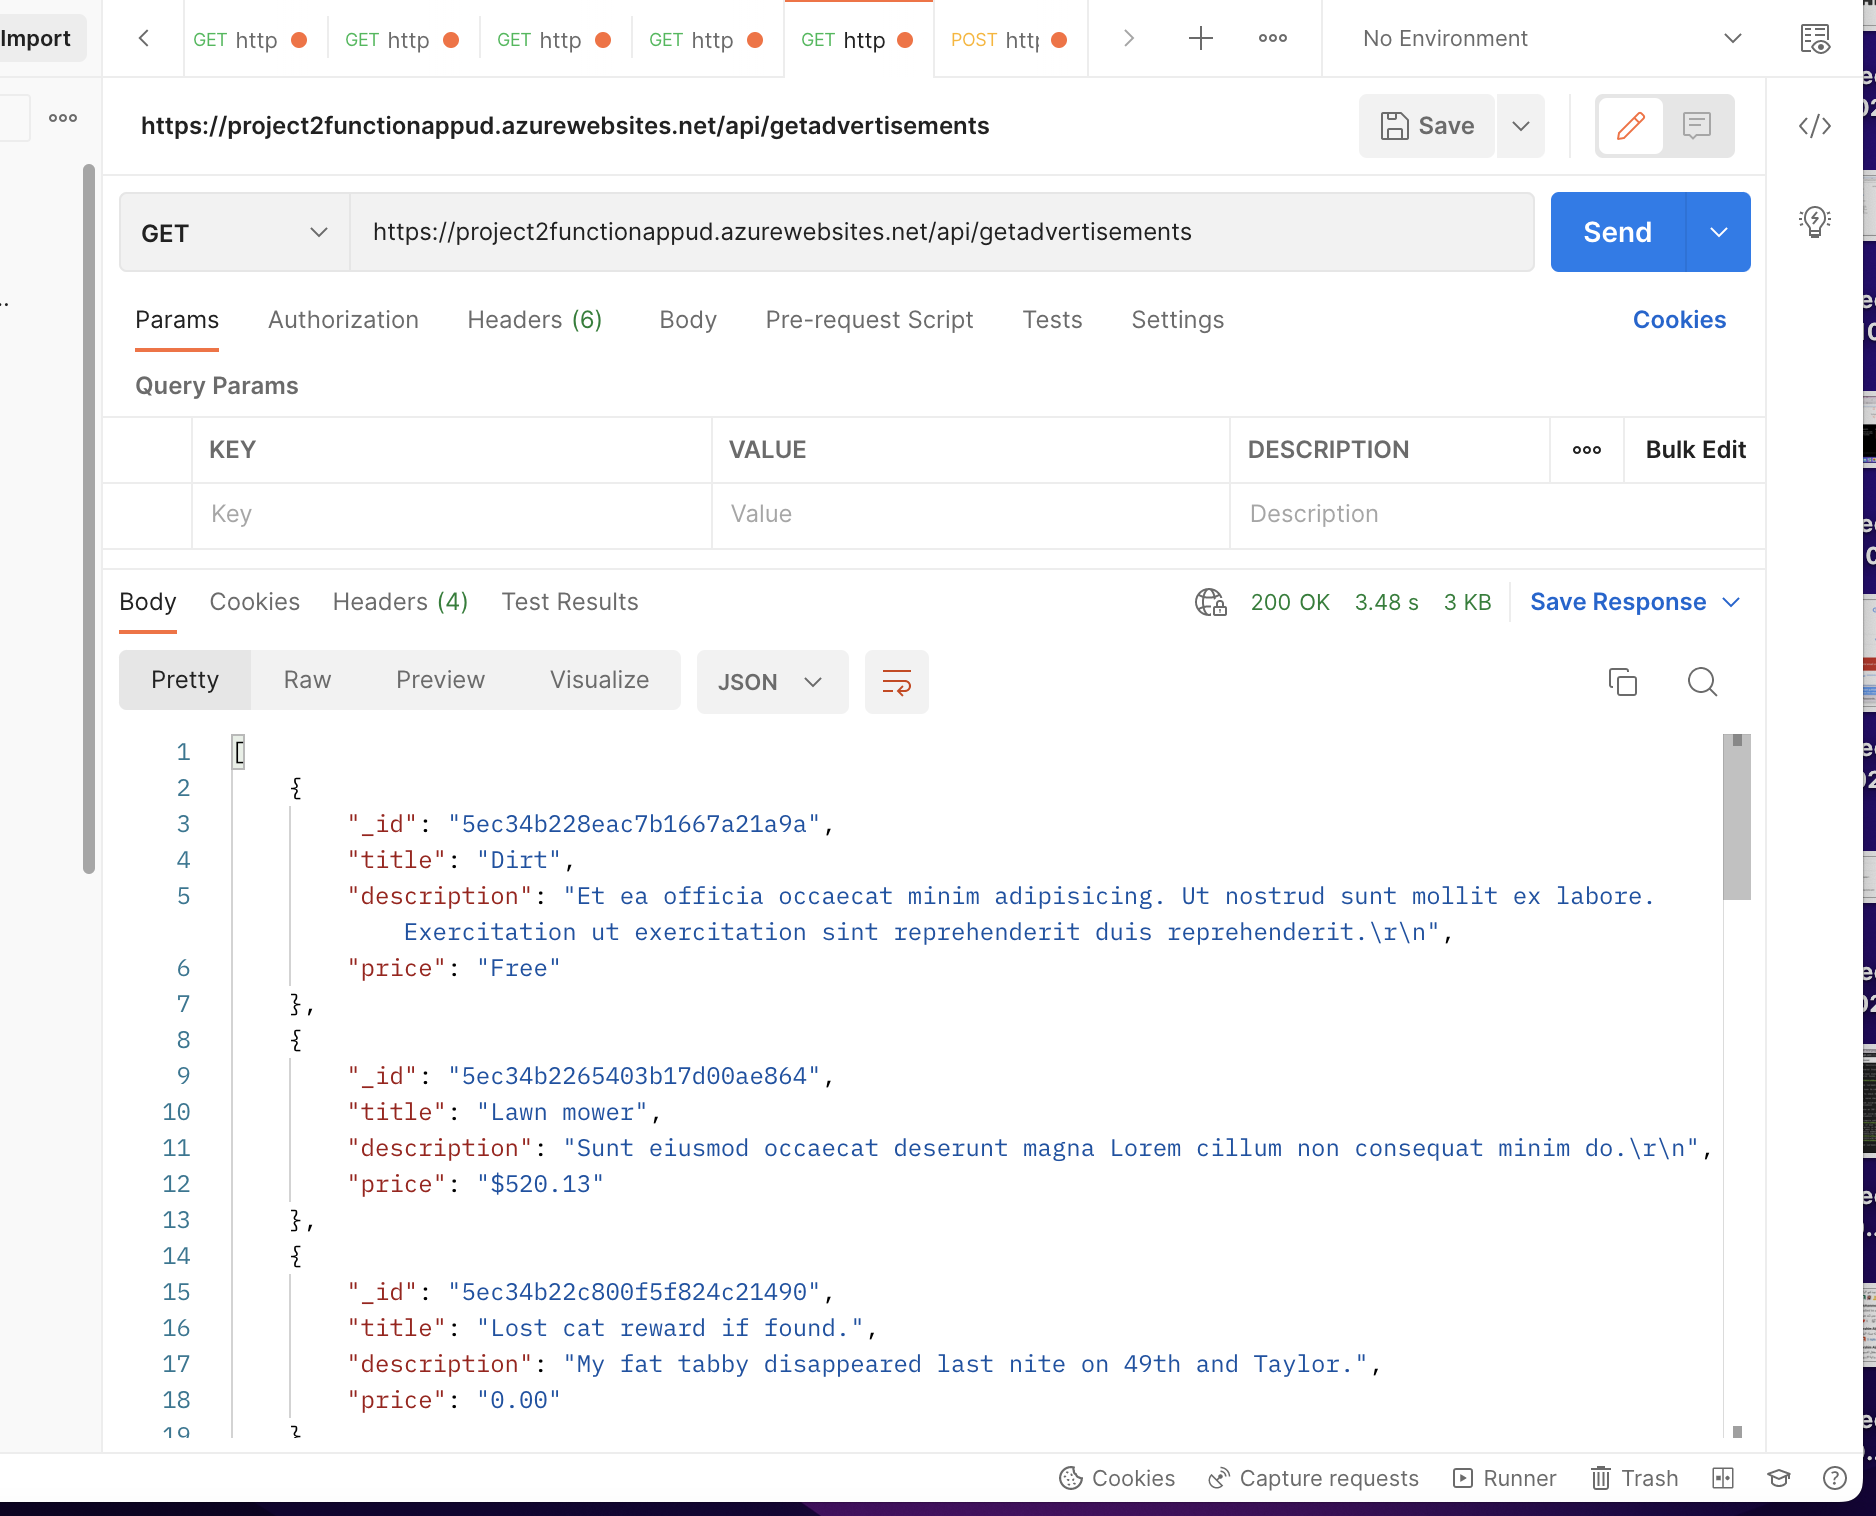 Import
GET http
GET http
GET http
GET http
GET http
POST http
No Environment
https://project2functionappud.azurewebsites.net/api/getadvertisements
Save
GET
https://project2functionappud.azurewebsites.net/api/getadvertisements
Send
Params Authorization Headers (6) Body Pre-request Script Tests Settings Cookies
Query Params
KEY VALUE DESCRIPTION Bulk Edit
Key Value Description
Body Cookies Headers (4) Test Results 200 OK 3.48 s 3 KB Save Response
Pretty Raw Preview Visualize JSON
1 [
2 {
3 "_id": "5ec34b228eac7b1667a21a9a",
4 "title": "Dirt",
5 "description": "Et ea officia occaecat minim adipisicing. Ut nostrud sunt mollit ex labore.
Exercitation ut exercitation sint reprehenderit duis reprehenderit.\r\n",
6 "price": "Free"
7 },
8 {
9 "_id": "5ec34b2265403b17d00ae864",
10 "title": "Lawn mower",
11 "description": "Sunt eiusmod occaecat deserunt magna Lorem cillum non consequat minim do.\r\n",
12 "price": "$520.13"
13 },
14 {
15 "_id": "5ec34b22c800f5f824c21490",
16 "title": "Lost cat reward if found.",
17 "description": "My fat tabby disappeared last nite on 49th and Taylor.",
18 "price": "0.00"
19 }
Cookies Capture requests Runner Trash